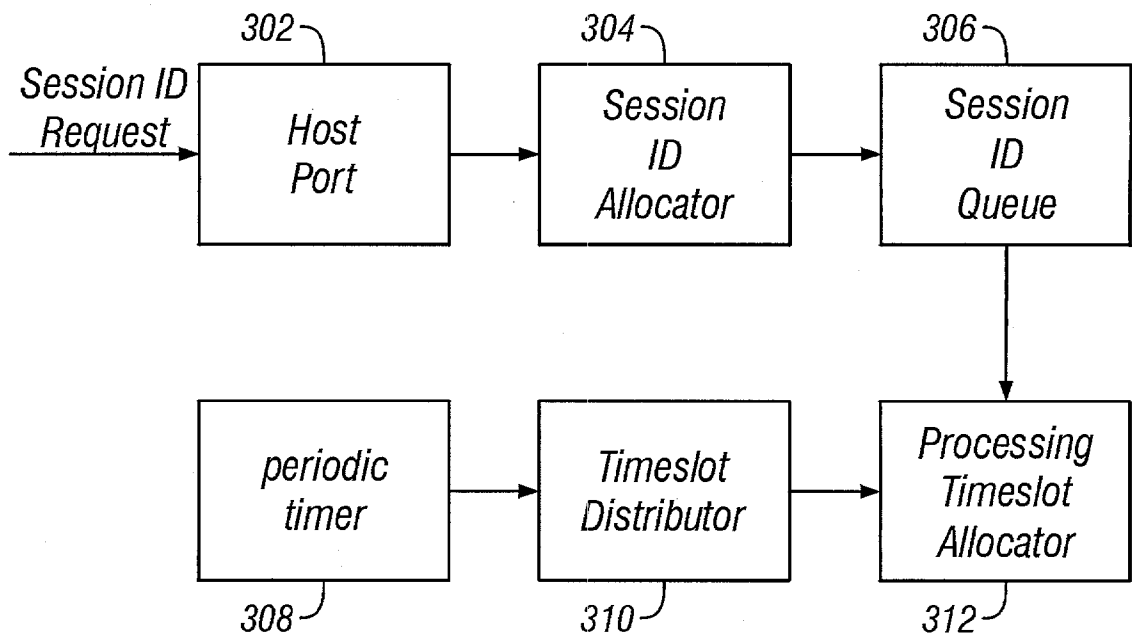 302
304
306
Session ID
Request
Host
Port
Session
ID
Allocator
Session
ID
Queue
periodic
timer
Timeslot
Distributor
Processing
Timeslot
Allocator
308
310
312